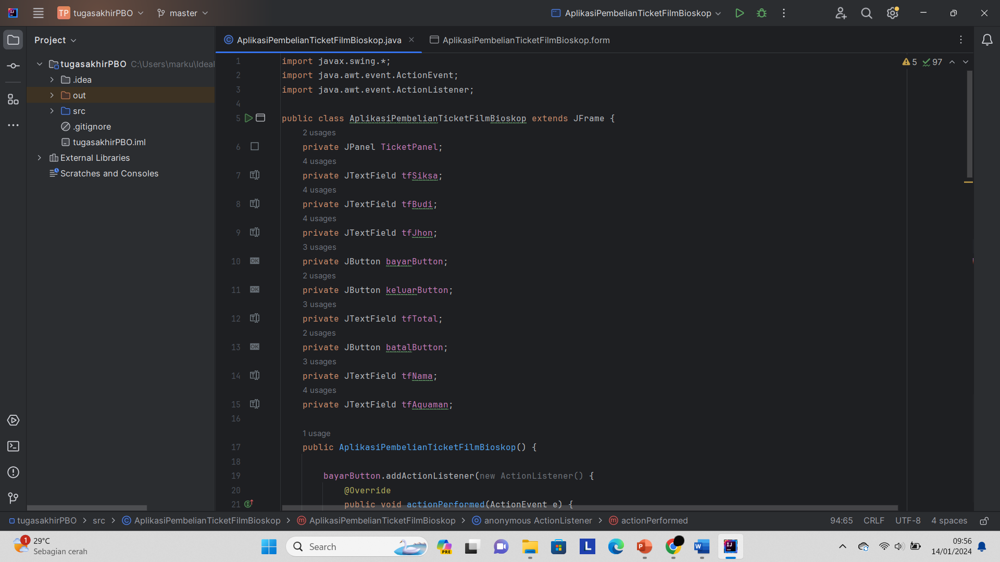 TP tugasakhirPBO master AplikasiPembelianTicketFilmBioskop
Project
AplikasiPembelianTicketFilmBioskop.java AplikasiPembelianTicketFilmBioskop.form
tugasakhirPBO C:\Users\marku\Ideal
.idea
out
src
.gitignore
tugasakhirPBO.iml
External Libraries
Scratches and Consoles
5 97
1 import javax.swing.*;
2 import java.awt.event.ActionEvent;
3 import java.awt.event.ActionListener;
4
5 public class AplikasiPembelianTicketFilmBioskop extends JFrame {
2 usages
6 private JPanel TicketPanel;
4 usages
7 private JTextField tfSiksa;
4 usages
8 private JTextField tfBudi;
4 usages
9 private JTextField tfJhon;
3 usages
10 private JButton bayarButton;
2 usages
11 private JButton keluarButton;
3 usages
12 private JTextField tfTotal;
2 usages
13 private JButton batalButton;
3 usages
14 private JTextField tfNama;
4 usages
15 private JTextField tfAquaman;
16
1 usage
17 public AplikasiPembelianTicketFilmBioskop() {
18
19 bayarButton.addActionListener(new ActionListener() {
20 @Override
21 public void actionPerformed(ActionEvent e) {
tugasakhirPBO > src > AplikasiPembelianTicketFilmBioskop > AplikasiPembelianTicketFilmBioskop > anonymous ActionListener > actionPerformed 94:65 CRLF UTF-8 4 spaces
1 29°C
Sebagian cerah
Search
PRE
09:56
14/01/2024